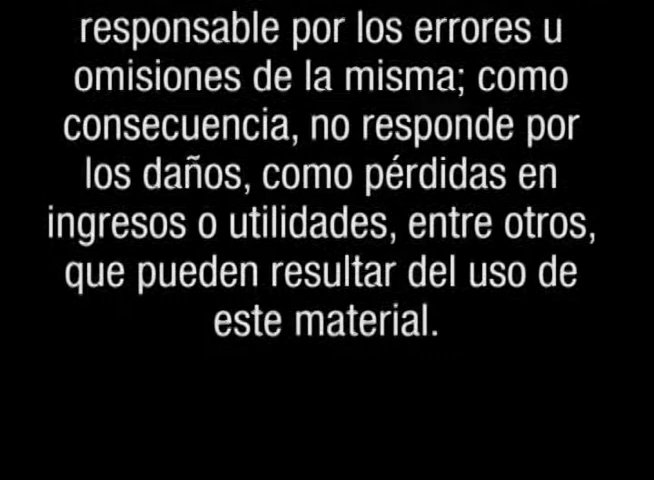 responsable por los errores u
omisiones de la misma; como
consecuencia, no responde por
los daños, como pérdidas en
ingresos o utilidades, entre otros,
que pueden resultar del uso de
este material.